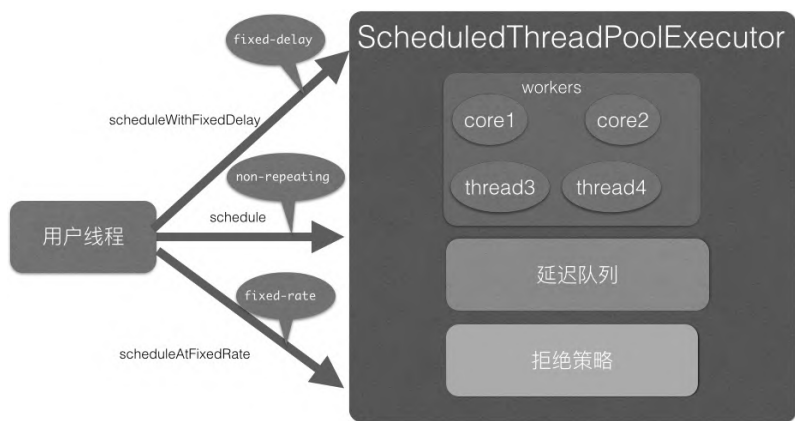 fixed-delay
ScheduledThreadPoolExecutor
workers
core1
core2
scheduleWithFixedDelay
non-repeating
thread3
thread4
schedule
用户线程
延迟队列
fixed-rate
scheduleAtFixedRate
拒绝策略